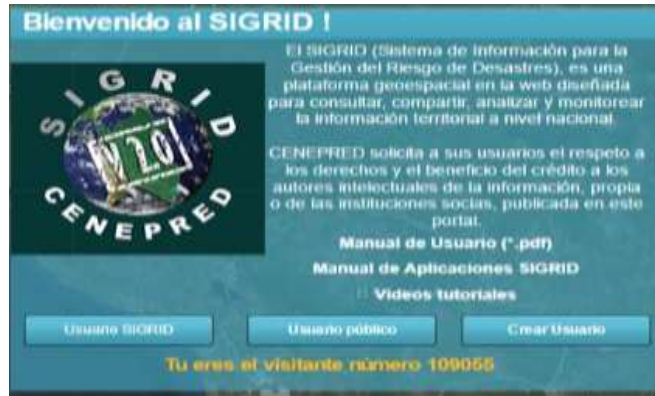 Bienvenido al SIGRID !
El SIGRID (Sistema de Información para la
Gestión del Riesgo de Desastres), es una
plataforma geoespacial en la web diseñada
para consultar, compartir, analizar y monitorear
la información territorial a nivel nacional.
SIGRID
V 2.0
CENEPRED
CENEPRED solicita a sus usuarios el respeto a
los derechos y el beneficio del crédito a los
autores intelectuales de la información, propia
o de las instituciones socias, publicada en este
portal.
Manual de Usuario (*.pdf)
Manual de Aplicaciones SIGRID
Videos tutoriales
Usuario SIGRID
Usuario público
Crear Usuario
Tu eres el visitante número 109055